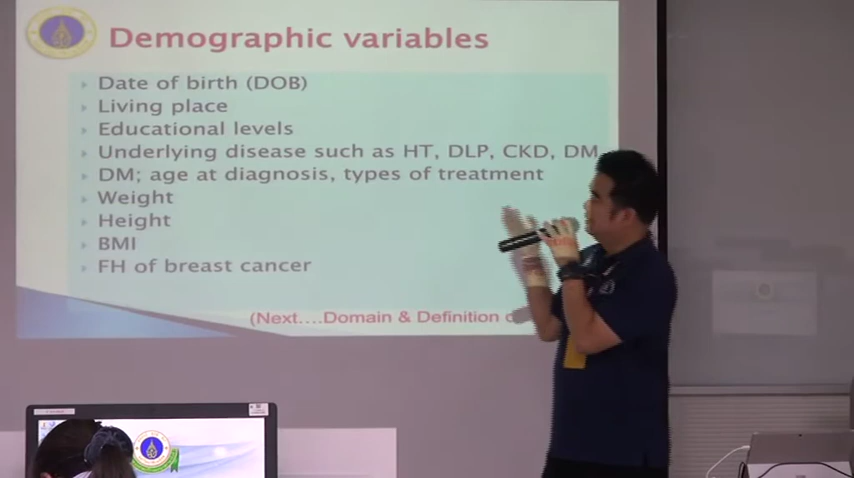 Demographic variables
Date of birth (DOB)
Living place
Educational levels
Underlying disease such as HT, DLP, CKD, DM
DM; age at diagnosis, types of treatment
Weight
Height
BMI
FH of breast cancer
(Next....Domain & Definition